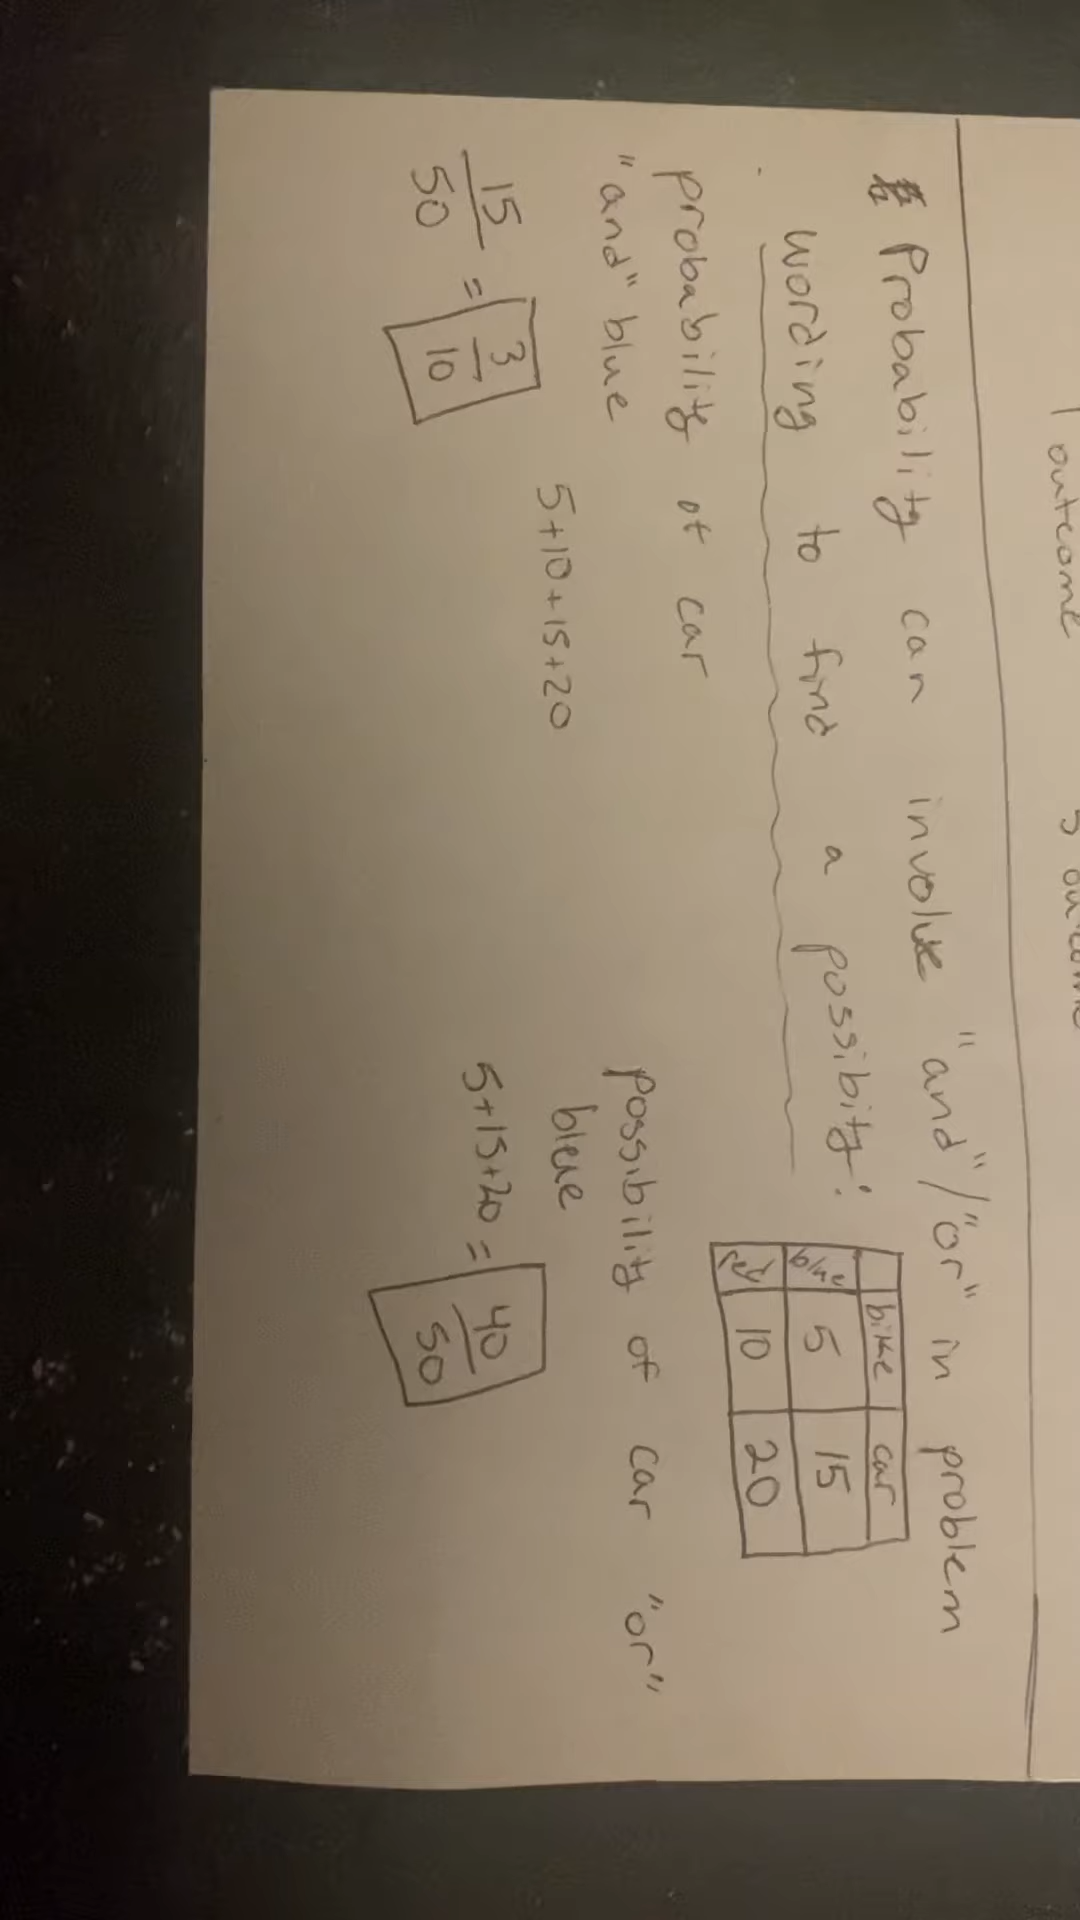 1 outcome
Probability can involve "and"/"or" in problem
wording to find a possibity:
bike car
blue 5 15
red 10 20
probability of car
"and" blue
5+10+15+20
15/50 = 3/10
possibility of car "or"
blue
5+15+20 = 40/50